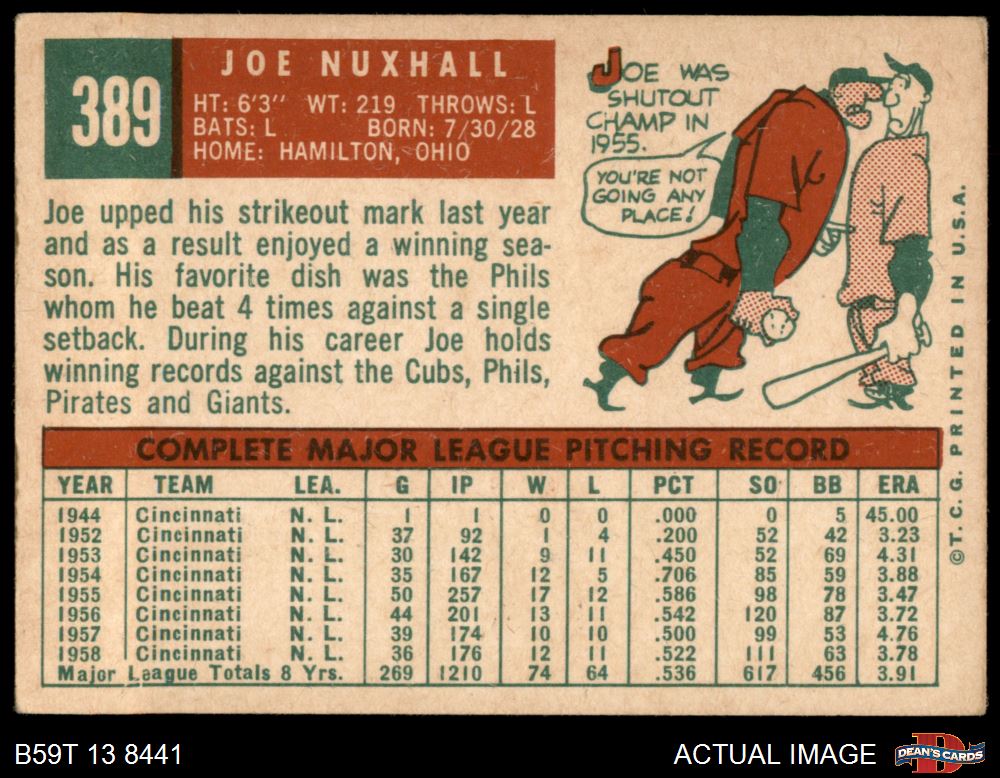 389
JOE NUXHALL
HT: 6'3" WT: 219 THROWS: L
BATS: L BORN: 7/30/28
HOME: HAMILTON, OHIO
Joe upped his strikeout mark last year
and as a result enjoyed a winning sea-
son. His favorite dish was the Phils
whom he beat 4 times against a single
setback. During his career Joe holds
winning records against the Cubs, Phils,
Pirates and Giants.
JOE WAS
SHUTOUT
CHAMP IN
1955.
YOU'RE NOT
GOING ANY
PLACE!
COMPLETE MAJOR LEAGUE PITCHING RECORD
YEAR TEAM LEA. G IP W L PCT SO BB ERA
1944 Cincinnati N. L. 1 1 0 0 .000 0 5 45.00
1952 Cincinnati N. L. 37 92 1 4 .200 52 42 3.23
1953 Cincinnati N. L. 30 142 9 11 .450 52 69 4.31
1954 Cincinnati N. L. 35 167 12 5 .706 85 59 3.88
1955 Cincinnati N. L. 50 257 17 12 .586 98 78 3.47
1956 Cincinnati N. L. 44 201 13 11 .542 120 87 3.72
1957 Cincinnati N. L. 39 174 10 10 .500 99 53 4.76
1958 Cincinnati N. L. 36 176 12 11 .522 111 63 3.78
Major League Totals 8 Yrs. 269 1210 74 64 .536 617 456 3.91
©T. C. G. PRINTED IN U.S.A.
B59T 13 8441
ACTUAL IMAGE
D
DEAN'S CARDS